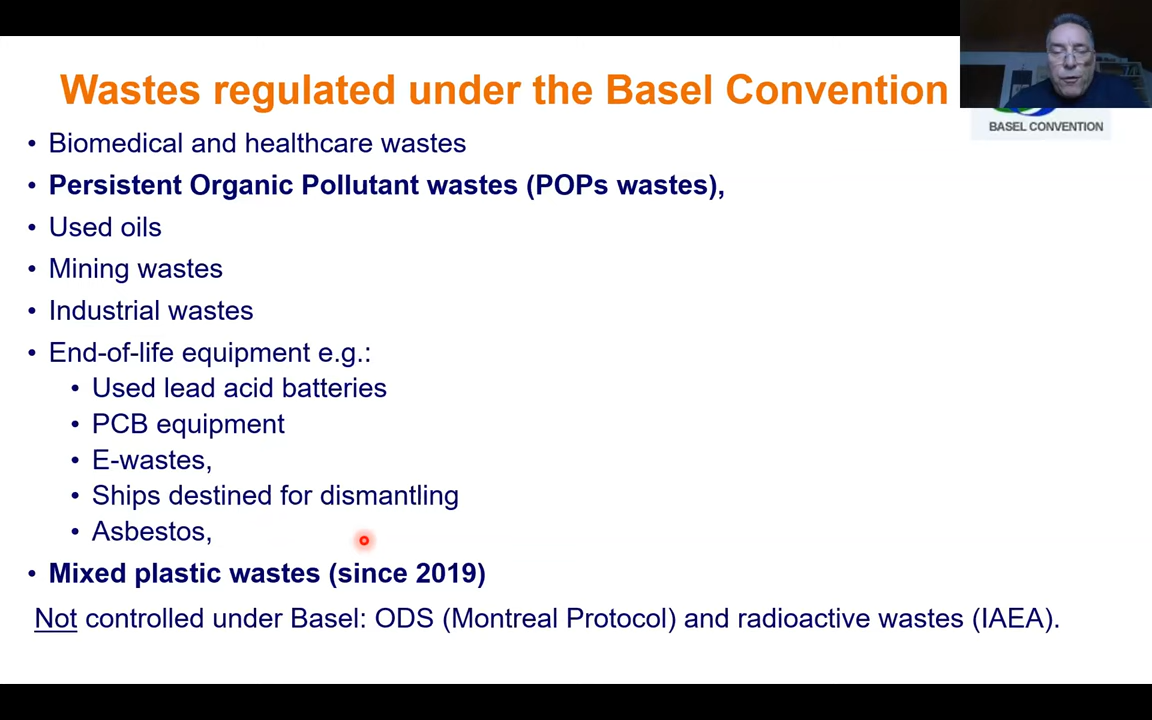 Wastes regulated under the Basel Convention
BASEL CONVENTION
• Biomedical and healthcare wastes
• Persistent Organic Pollutant wastes (POPs wastes),
• Used oils
• Mining wastes
• Industrial wastes
• End-of-life equipment e.g.:
• Used lead acid batteries
• PCB equipment
• E-wastes,
• Ships destined for dismantling
• Asbestos,
• Mixed plastic wastes (since 2019)
Not controlled under Basel: ODS (Montreal Protocol) and radioactive wastes (IAEA).